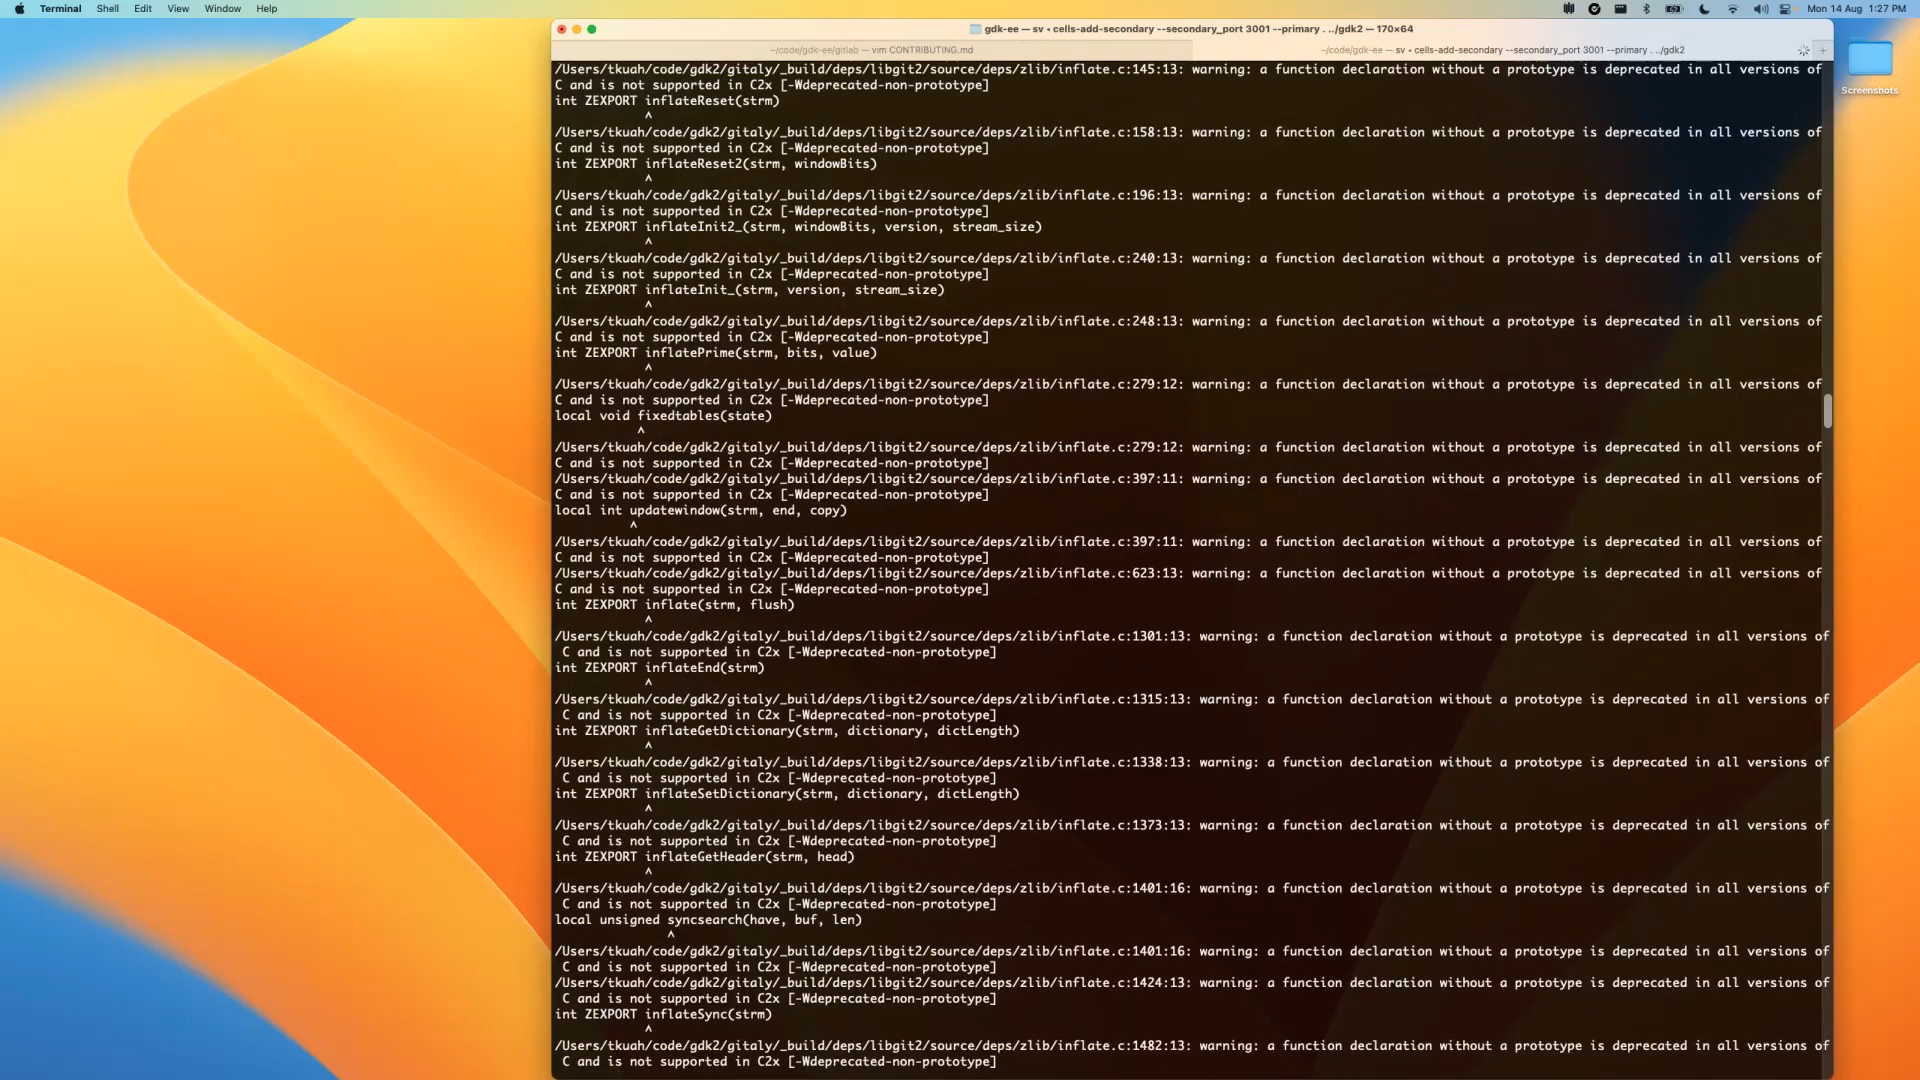 Terminal Shell Edit View Window Help Mon 14 Aug 1:27 PM
gdk-ee — sv • cells-add-secondary --secondary_port 3001 --primary . ../gdk2 — 170×64
~/code/gdk-ee/gitlab — vim CONTRIBUTING.md ~/code/gdk-ee — sv • cells-add-secondary --secondary_port 3001 --primary . ../gdk2 +
Screenshots
/Users/tkuah/code/gdk2/gitaly/_build/deps/libgit2/source/deps/zlib/inflate.c:145:13: warning: a function declaration without a prototype is deprecated in all versions of
C and is not supported in C2x [-Wdeprecated-non-prototype]
int ZEXPORT inflateReset(strm)
^
/Users/tkuah/code/gdk2/gitaly/_build/deps/libgit2/source/deps/zlib/inflate.c:158:13: warning: a function declaration without a prototype is deprecated in all versions of
C and is not supported in C2x [-Wdeprecated-non-prototype]
int ZEXPORT inflateReset2(strm, windowBits)
^
/Users/tkuah/code/gdk2/gitaly/_build/deps/libgit2/source/deps/zlib/inflate.c:196:13: warning: a function declaration without a prototype is deprecated in all versions of
C and is not supported in C2x [-Wdeprecated-non-prototype]
int ZEXPORT inflateInit2_(strm, windowBits, version, stream_size)
^
/Users/tkuah/code/gdk2/gitaly/_build/deps/libgit2/source/deps/zlib/inflate.c:240:13: warning: a function declaration without a prototype is deprecated in all versions of
C and is not supported in C2x [-Wdeprecated-non-prototype]
int ZEXPORT inflateInit_(strm, version, stream_size)
^
/Users/tkuah/code/gdk2/gitaly/_build/deps/libgit2/source/deps/zlib/inflate.c:248:13: warning: a function declaration without a prototype is deprecated in all versions of
C and is not supported in C2x [-Wdeprecated-non-prototype]
int ZEXPORT inflatePrime(strm, bits, value)
^
/Users/tkuah/code/gdk2/gitaly/_build/deps/libgit2/source/deps/zlib/inflate.c:279:12: warning: a function declaration without a prototype is deprecated in all versions of
C and is not supported in C2x [-Wdeprecated-non-prototype]
local void fixedtables(state)
^
/Users/tkuah/code/gdk2/gitaly/_build/deps/libgit2/source/deps/zlib/inflate.c:279:12: warning: a function declaration without a prototype is deprecated in all versions of
C and is not supported in C2x [-Wdeprecated-non-prototype]
/Users/tkuah/code/gdk2/gitaly/_build/deps/libgit2/source/deps/zlib/inflate.c:397:11: warning: a function declaration without a prototype is deprecated in all versions of
C and is not supported in C2x [-Wdeprecated-non-prototype]
local int updatewindow(strm, end, copy)
^
/Users/tkuah/code/gdk2/gitaly/_build/deps/libgit2/source/deps/zlib/inflate.c:397:11: warning: a function declaration without a prototype is deprecated in all versions of
C and is not supported in C2x [-Wdeprecated-non-prototype]
/Users/tkuah/code/gdk2/gitaly/_build/deps/libgit2/source/deps/zlib/inflate.c:623:13: warning: a function declaration without a prototype is deprecated in all versions of
C and is not supported in C2x [-Wdeprecated-non-prototype]
int ZEXPORT inflate(strm, flush)
^
/Users/tkuah/code/gdk2/gitaly/_build/deps/libgit2/source/deps/zlib/inflate.c:1301:13: warning: a function declaration without a prototype is deprecated in all versions of
C and is not supported in C2x [-Wdeprecated-non-prototype]
int ZEXPORT inflateEnd(strm)
^
/Users/tkuah/code/gdk2/gitaly/_build/deps/libgit2/source/deps/zlib/inflate.c:1315:13: warning: a function declaration without a prototype is deprecated in all versions of
C and is not supported in C2x [-Wdeprecated-non-prototype]
int ZEXPORT inflateGetDictionary(strm, dictionary, dictLength)
^
/Users/tkuah/code/gdk2/gitaly/_build/deps/libgit2/source/deps/zlib/inflate.c:1338:13: warning: a function declaration without a prototype is deprecated in all versions of
C and is not supported in C2x [-Wdeprecated-non-prototype]
int ZEXPORT inflateSetDictionary(strm, dictionary, dictLength)
^
/Users/tkuah/code/gdk2/gitaly/_build/deps/libgit2/source/deps/zlib/inflate.c:1373:13: warning: a function declaration without a prototype is deprecated in all versions of
C and is not supported in C2x [-Wdeprecated-non-prototype]
int ZEXPORT inflateGetHeader(strm, head)
^
/Users/tkuah/code/gdk2/gitaly/_build/deps/libgit2/source/deps/zlib/inflate.c:1401:16: warning: a function declaration without a prototype is deprecated in all versions of
C and is not supported in C2x [-Wdeprecated-non-prototype]
local unsigned syncsearch(have, buf, len)
^
/Users/tkuah/code/gdk2/gitaly/_build/deps/libgit2/source/deps/zlib/inflate.c:1401:16: warning: a function declaration without a prototype is deprecated in all versions of
C and is not supported in C2x [-Wdeprecated-non-prototype]
/Users/tkuah/code/gdk2/gitaly/_build/deps/libgit2/source/deps/zlib/inflate.c:1424:13: warning: a function declaration without a prototype is deprecated in all versions of
C and is not supported in C2x [-Wdeprecated-non-prototype]
int ZEXPORT inflateSync(strm)
^
/Users/tkuah/code/gdk2/gitaly/_build/deps/libgit2/source/deps/zlib/inflate.c:1482:13: warning: a function declaration without a prototype is deprecated in all versions of
C and is not supported in C2x [-Wdeprecated-non-prototype]